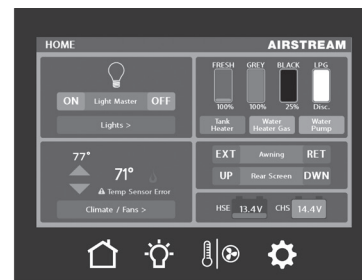 HOME AIRSTREAM
ON Light Master OFF
Lights >
FRESH GREY BLACK LPG
100% 100% 25% Disc.
Tank Heater
Water Heater Gas
Water Pump
77°
71°
Temp Sensor Error
Climate / Fans >
EXT Awning RET
UP Rear Screen DWN
HSE 13.4V CHS 14.4V